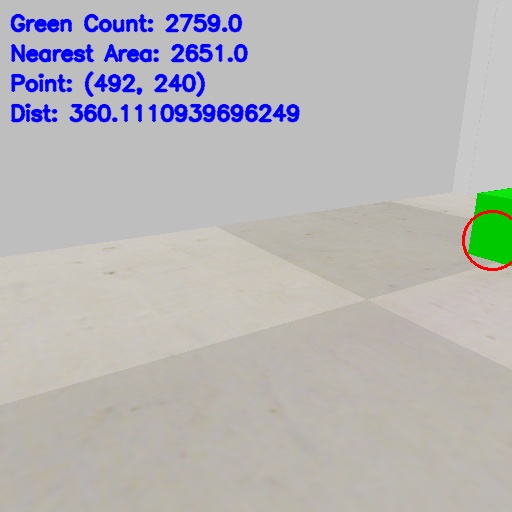 Green Count: 2759.0
Nearest Area: 2651.0
Point: (492, 240)
Dist: 360.1110939696249